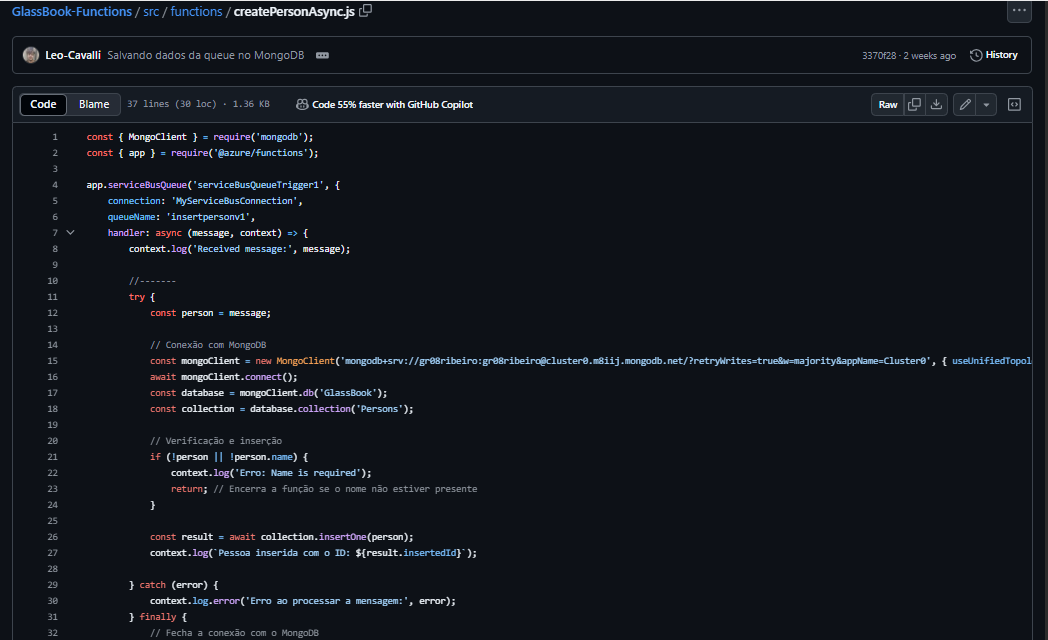 GlassBook-Functions / src / functions / createPersonAsync.js
Leo-Cavalli Salvando dados da queue no MongoDB 3370f28 · 2 weeks ago History
Code Blame 37 lines (30 loc) · 1.36 KB Code 55% faster with GitHub Copilot Raw
1 const { MongoClient } = require('mongodb');
2 const { app } = require('@azure/functions');
3
4 app.serviceBusQueue('serviceBusQueueTrigger1', {
5 connection: 'MyServiceBusConnection',
6 queueName: 'insertpersonv1',
7 handler: async (message, context) => {
8 context.log('Received message:', message);
9
10 //-------
11 try {
12 const person = message;
13
14 // Conexão com MongoDB
15 const mongoClient = new MongoClient('mongodb+srv://gr08ribeiro:gr08ribeiro@cluster0.m8iij.mongodb.net/?retryWrites=true&w=majority&appName=Cluster0', { useUnifiedTopol
16 await mongoClient.connect();
17 const database = mongoClient.db('GlassBook');
18 const collection = database.collection('Persons');
19
20 // Verificação e inserção
21 if (!person || !person.name) {
22 context.log('Erro: Name is required');
23 return; // Encerra a função se o nome não estiver presente
24 }
25
26 const result = await collection.insertOne(person);
27 context.log(`Pessoa inserida com o ID: ${result.insertedId}`);
28
29 } catch (error) {
30 context.log.error('Erro ao processar a mensagem:', error);
31 } finally {
32 // Fecha a conexão com o MongoDB